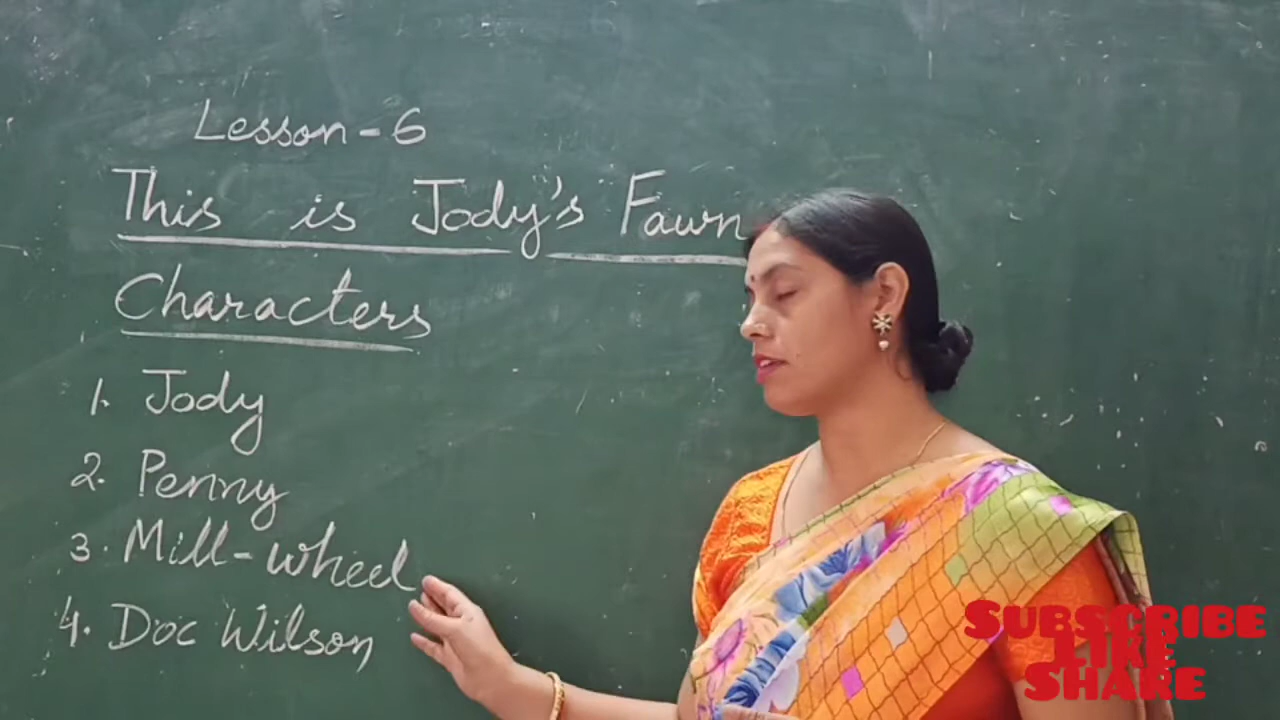 Lesson-6
This is Jody's Fawn
Characters
1. Jody
2. Penny
3. Mill-wheel
4. Doc Wilson
SUBSCRIBE
LIKE
SHARE